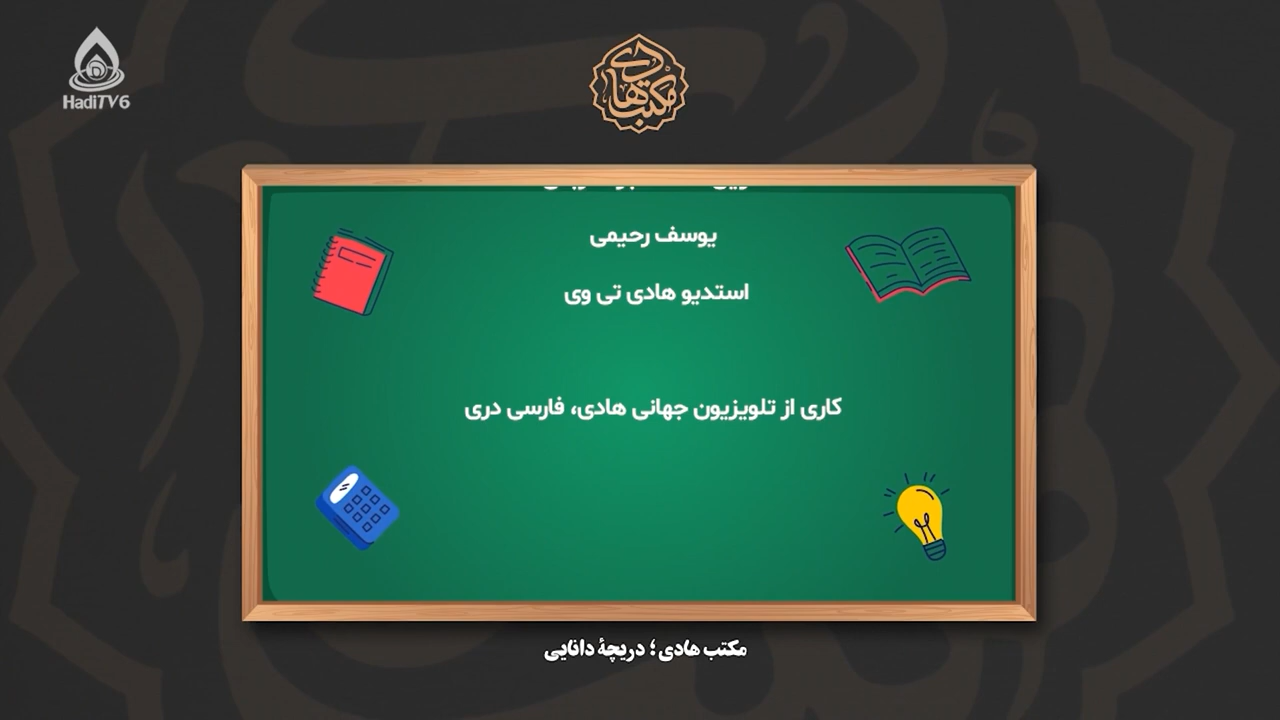 HadiTV6
مکتب هادی
یوسف رحیمی
استدیو هادی تی وی
کاری از تلویزیون جهانی هادی، فارسی دری
مکتب هادی؛ دریچهٔ دانایی